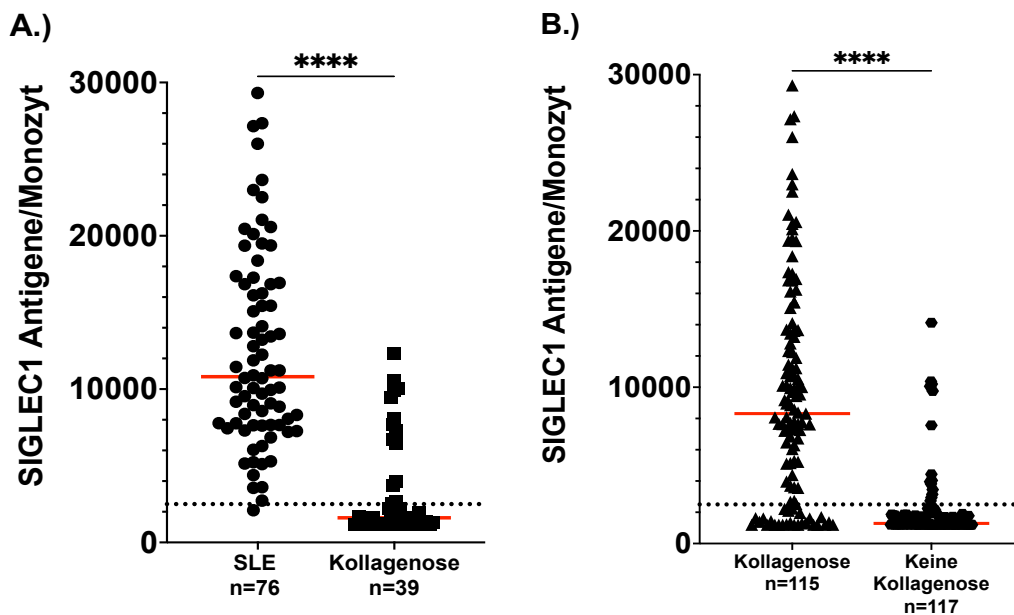 A.)
****
SIGLEC1 Antigene/Monozyt
30000
20000
10000
0
SLE
n=76
Kollagenose
n=39
B.)
****
SIGLEC1 Antigene/Monozyt
30000
20000
10000
0
Kollagenose
n=115
Keine
Kollagenose
n=117